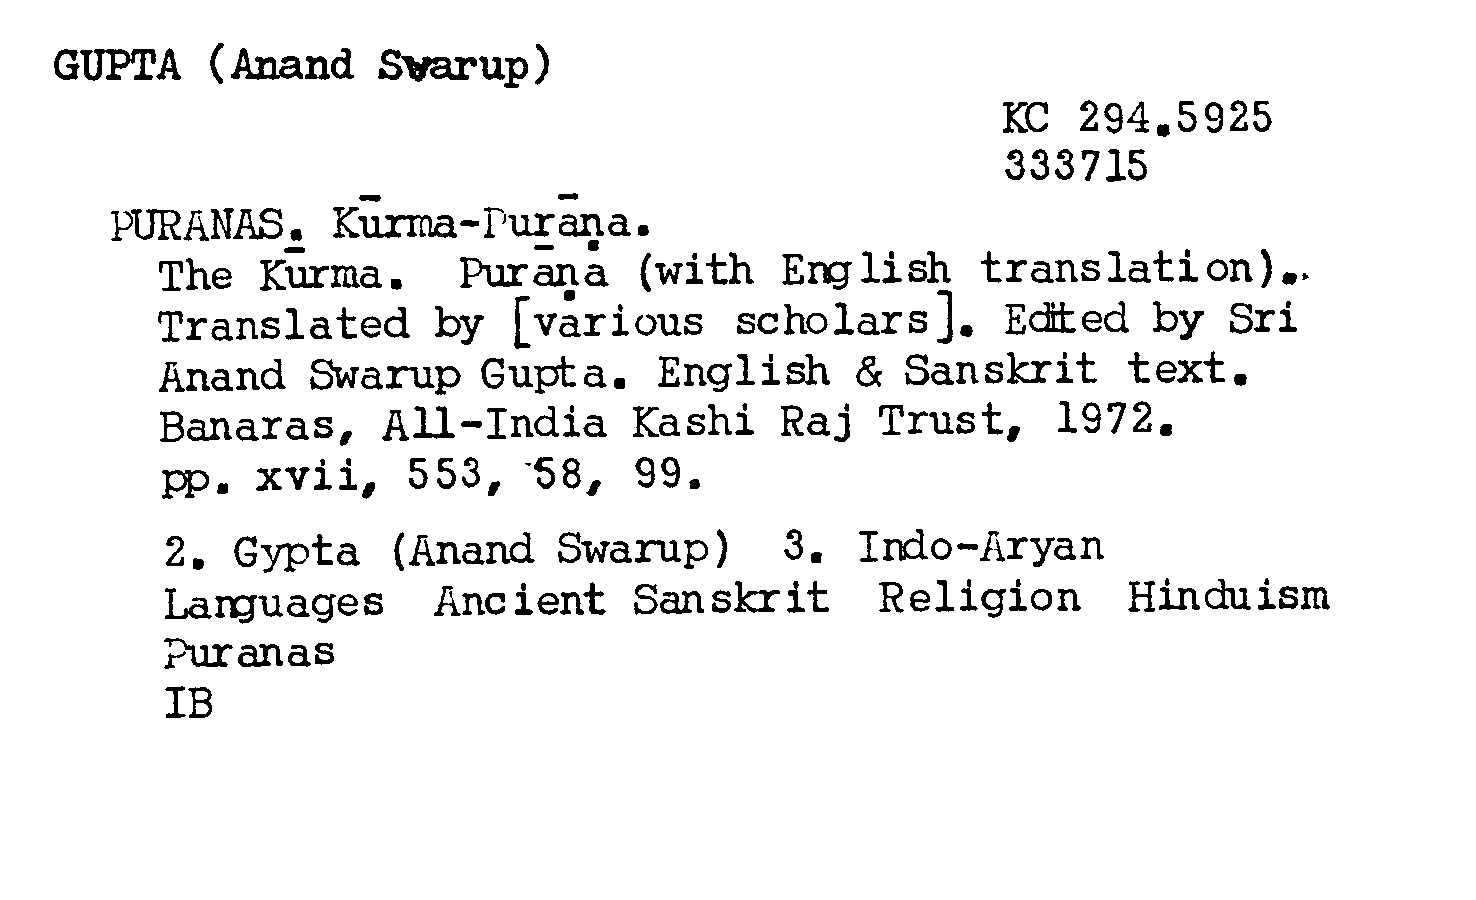 GUPTA (Anand Swarup)
KC 294.5925
333715
PURANAS. Kūrma-Purāṇa.
The Kūrma. Purāṇa (with English translation)..
Translated by [various scholars]. Edited by Sri
Anand Swarup Gupta. English & Sanskrit text.
Banaras, All-India Kashi Raj Trust, 1972.
pp. xvii, 553, 58, 99.
2. Gypta (Anand Swarup) 3. Indo-Aryan
Languages Ancient Sanskrit Religion Hinduism
Puranas
IB